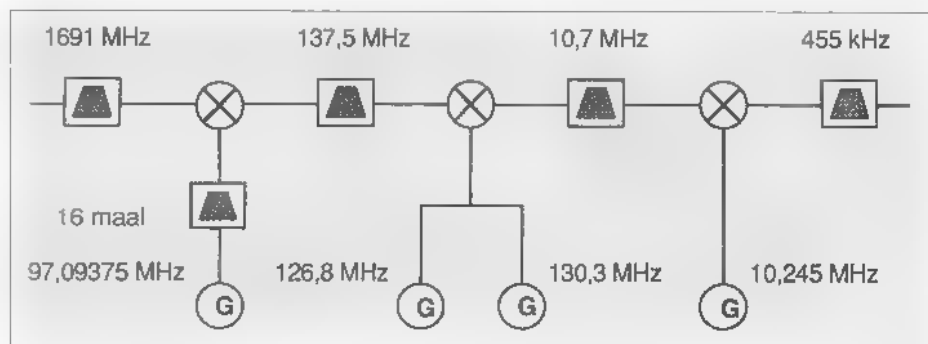 1691 MHz 137,5 MHz 10,7 MHz 455 kHz
16 maal
97,09375 MHz 126,8 MHz 130,3 MHz 10,245 MHz
G G G G